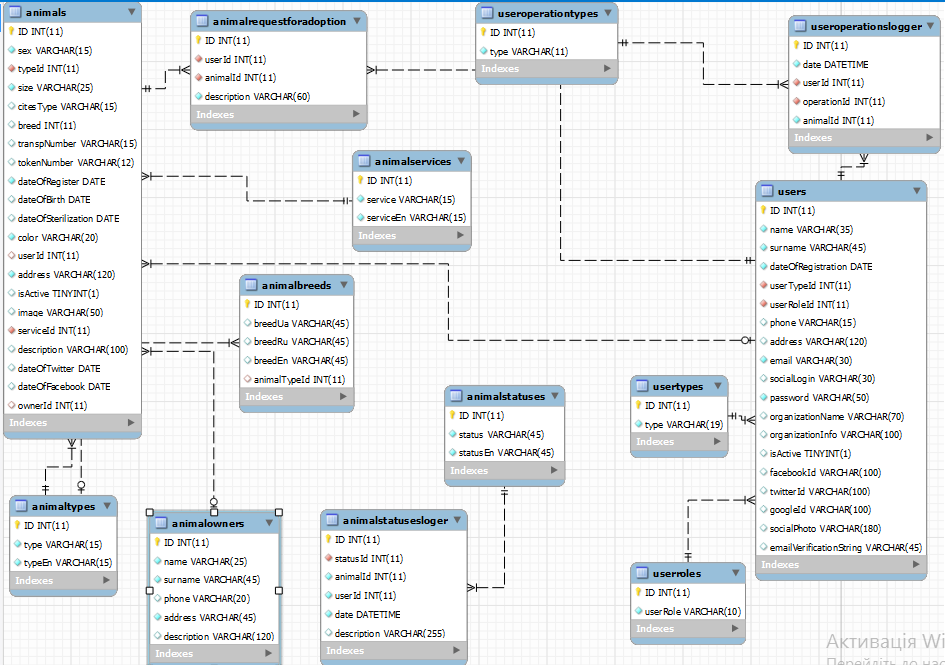 animals
ID INT(11)
sex VARCHAR(15)
typeId INT(11)
size VARCHAR(25)
citesType VARCHAR(15)
breed INT(11)
transpNumber VARCHAR(15)
tokenNumber VARCHAR(12)
dateOfRegister DATE
dateOfBirth DATE
dateOfSterilization DATE
color VARCHAR(20)
userId INT(11)
address VARCHAR(120)
isActive TINYINT(1)
image VARCHAR(50)
serviceId INT(11)
description VARCHAR(100)
dateOfTwitter DATE
dateOfFacebook DATE
ownerId INT(11)
Indexes
animalrequestforadoption
ID INT(11)
userId INT(11)
animalId INT(11)
description VARCHAR(60)
Indexes
useroperationtypes
ID INT(11)
type VARCHAR(11)
Indexes
useroperationslogger
ID INT(11)
date DATETIME
userId INT(11)
operationId INT(11)
animalId INT(11)
Indexes
animalservices
ID INT(11)
service VARCHAR(15)
serviceEn VARCHAR(15)
Indexes
users
ID INT(11)
name VARCHAR(35)
surname VARCHAR(45)
dateOfRegistration DATE
userTypeId INT(11)
userRoleId INT(11)
phone VARCHAR(15)
address VARCHAR(120)
email VARCHAR(30)
socialLogin VARCHAR(30)
password VARCHAR(50)
organizationName VARCHAR(70)
organizationInfo VARCHAR(100)
isActive TINYINT(1)
facebookId VARCHAR(100)
twitterId VARCHAR(100)
googleId VARCHAR(100)
socialPhoto VARCHAR(180)
emailVerificationString VARCHAR(45)
Indexes
animalbreeds
ID INT(11)
breedUa VARCHAR(45)
breedRu VARCHAR(45)
breedEn VARCHAR(45)
animalTypeId INT(11)
Indexes
animalstatuses
ID INT(11)
status VARCHAR(45)
statusEn VARCHAR(45)
Indexes
usertypes
ID INT(11)
type VARCHAR(19)
Indexes
animaltypes
ID INT(11)
type VARCHAR(15)
typeEn VARCHAR(15)
Indexes
animalowners
ID INT(11)
name VARCHAR(25)
surname VARCHAR(45)
phone VARCHAR(20)
address VARCHAR(45)
description VARCHAR(120)
Indexes
animalstatusesloger
ID INT(11)
statusId INT(11)
animalId INT(11)
userId INT(11)
date DATETIME
description VARCHAR(255)
Indexes
userroles
ID INT(11)
userRole VARCHAR(10)
Indexes
Активація Wi